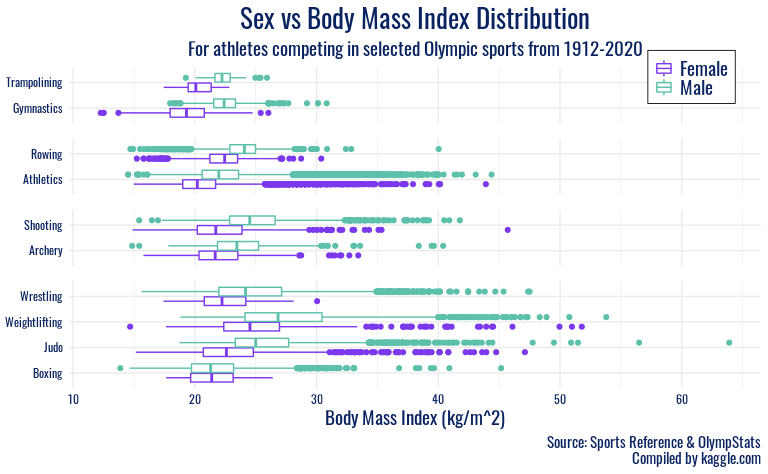 Sex vs Body Mass Index Distribution
For athletes competing in selected Olympic sports from 1912-2020
Female
Male
Trampolining
Gymnastics
Rowing
Athletics
Shooting
Archery
Wrestling
Weightlifting
Judo
Boxing
10 20 30 40 50 60
Body Mass Index (kg/m^2)
Source: Sports Reference & OlympStats
Compiled by kaggle.com